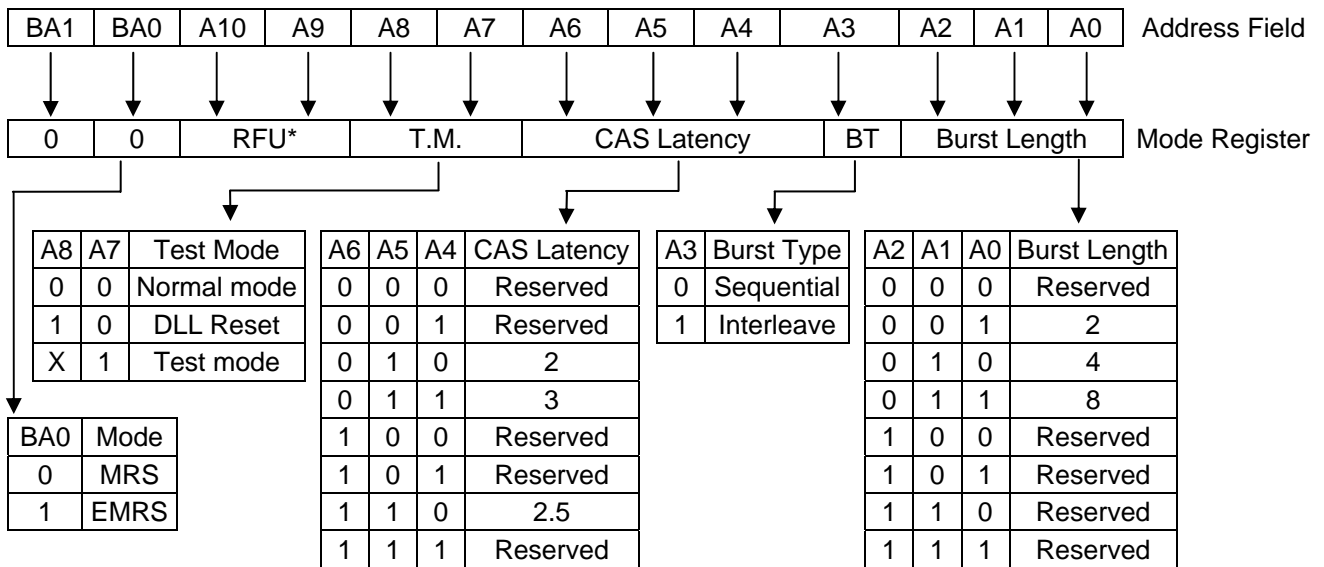 BA1 BA0 A10 A9 A8 A7 A6 A5 A4 A3 A2 A1 A0 Address Field
0 0 RFU* T.M. CAS Latency BT Burst Length Mode Register
A8 A7 Test Mode
0 0 Normal mode
1 0 DLL Reset
X 1 Test mode
BA0 Mode
0 MRS
1 EMRS
A6 A5 A4 CAS Latency
0 0 0 Reserved
0 0 1 Reserved
0 1 0 2
0 1 1 3
1 0 0 Reserved
1 0 1 Reserved
1 1 0 2.5
1 1 1 Reserved
A3 Burst Type
0 Sequential
1 Interleave
A2 A1 A0 Burst Length
0 0 0 Reserved
0 0 1 2
0 1 0 4
0 1 1 8
1 0 0 Reserved
1 0 1 Reserved
1 1 0 Reserved
1 1 1 Reserved